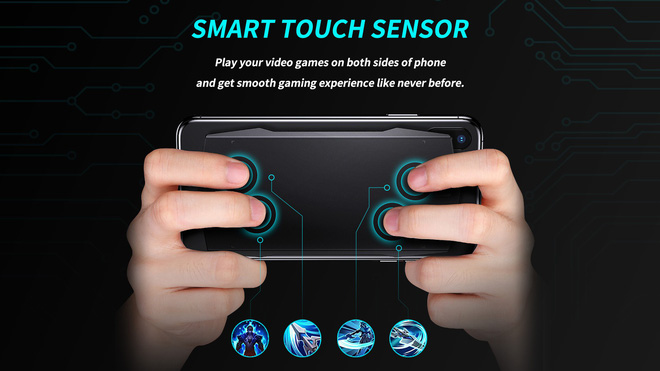 SMART TOUCH SENSOR
Play your video games on both sides of phone
and get smooth gaming experience like never before.